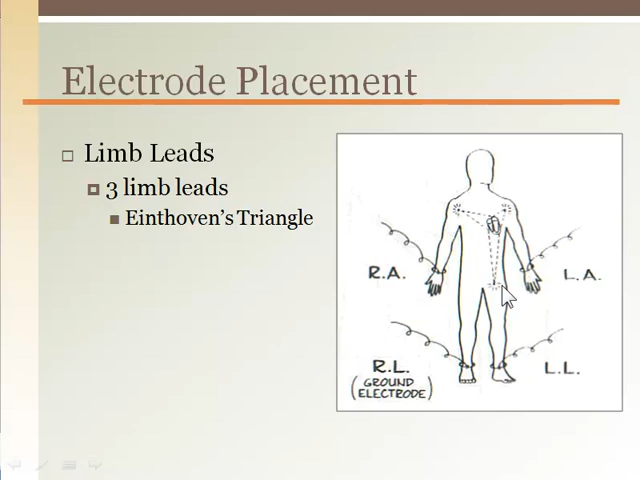 Electrode Placement
Limb Leads
3 limb leads
Einthoven's Triangle
R.A.
L.A.
R.L.
(GROUND
ELECTRODE)
L.L.